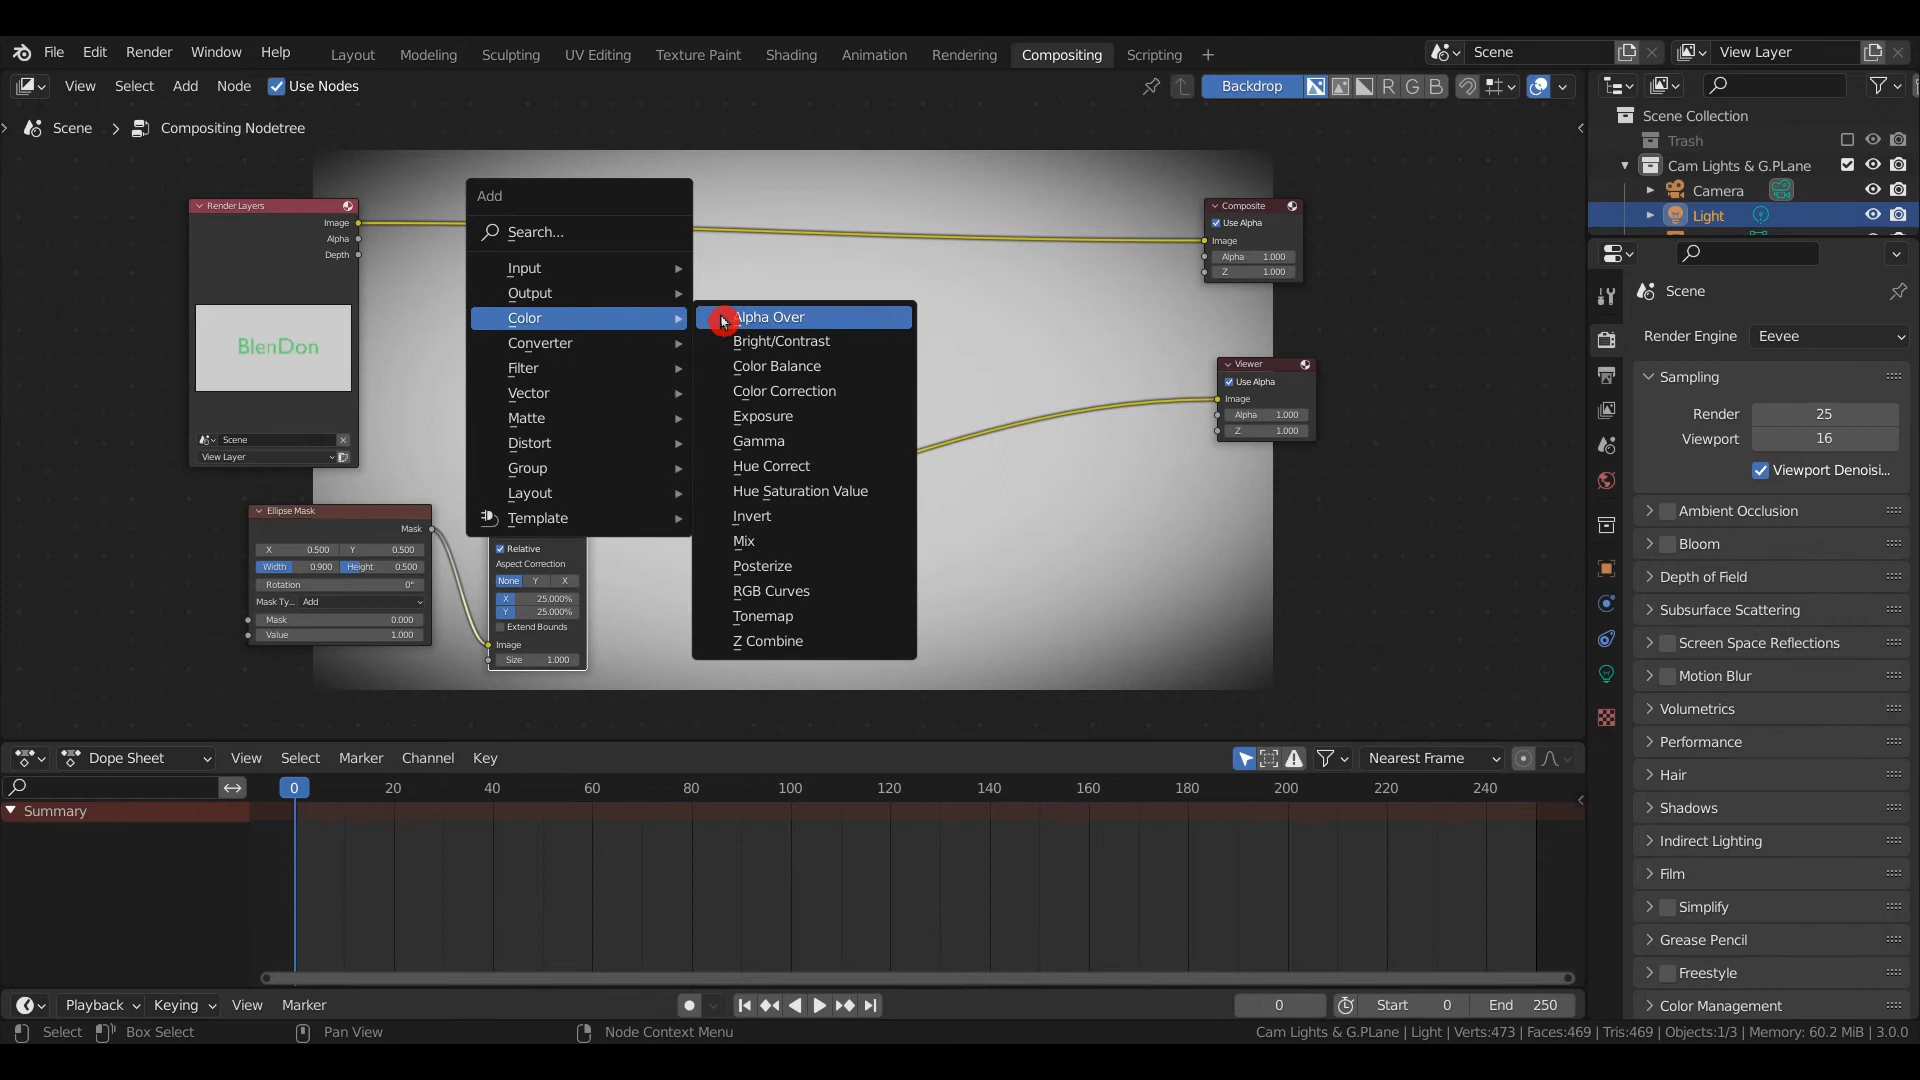 File Edit Render Window Help Layout Modeling Sculpting UV Editing Texture Paint Shading Animation Rendering Compositing Scripting + Scene View Layer
View Select Add Node Use Nodes Backdrop R G B
Scene > Compositing Nodetree
Scene Collection
Trash
Cam Lights & G.PLane
Camera
Light
Render Layers
Image
Alpha
Depth
BlenDon
Scene
View Layer
Ellipse Mask
Mask
X 0.500 Y 0.500
Width 0.900 Height 0.500
Rotation 0°
Mask Ty... Add
Mask 0.000
Value 1.000
Relative
Aspect Correction
None Y X
X 25.000%
Y 25.000%
Extend Bounds
Image
Size 1.000
Add
Search...
Input
Output
Color
Converter
Filter
Vector
Matte
Distort
Group
Layout
Template
Alpha Over
Bright/Contrast
Color Balance
Color Correction
Exposure
Gamma
Hue Correct
Hue Saturation Value
Invert
Mix
Posterize
RGB Curves
Tonemap
Z Combine
Composite
Use Alpha
Image
Alpha 1.000
Z 1.000
Viewer
Use Alpha
Image
Alpha 1.000
Z 1.000
Scene
Render Engine Eevee
Sampling
Render 25
Viewport 16
Viewport Denoisi...
Ambient Occlusion
Bloom
Depth of Field
Subsurface Scattering
Screen Space Reflections
Motion Blur
Volumetrics
Performance
Hair
Shadows
Indirect Lighting
Film
Simplify
Grease Pencil
Freestyle
Color Management
Dope Sheet View Select Marker Channel Key Nearest Frame
0 20 40 60 80 100 120 140 160 180 200 220 240
Summary
Playback Keying View Marker 0 Start 0 End 250
Select Box Select Pan View Node Context Menu Cam Lights & G.PLane | Light | Verts:473 | Faces:469 | Tris:469 | Objects:1/3 | Memory: 60.2 MiB | 3.0.0